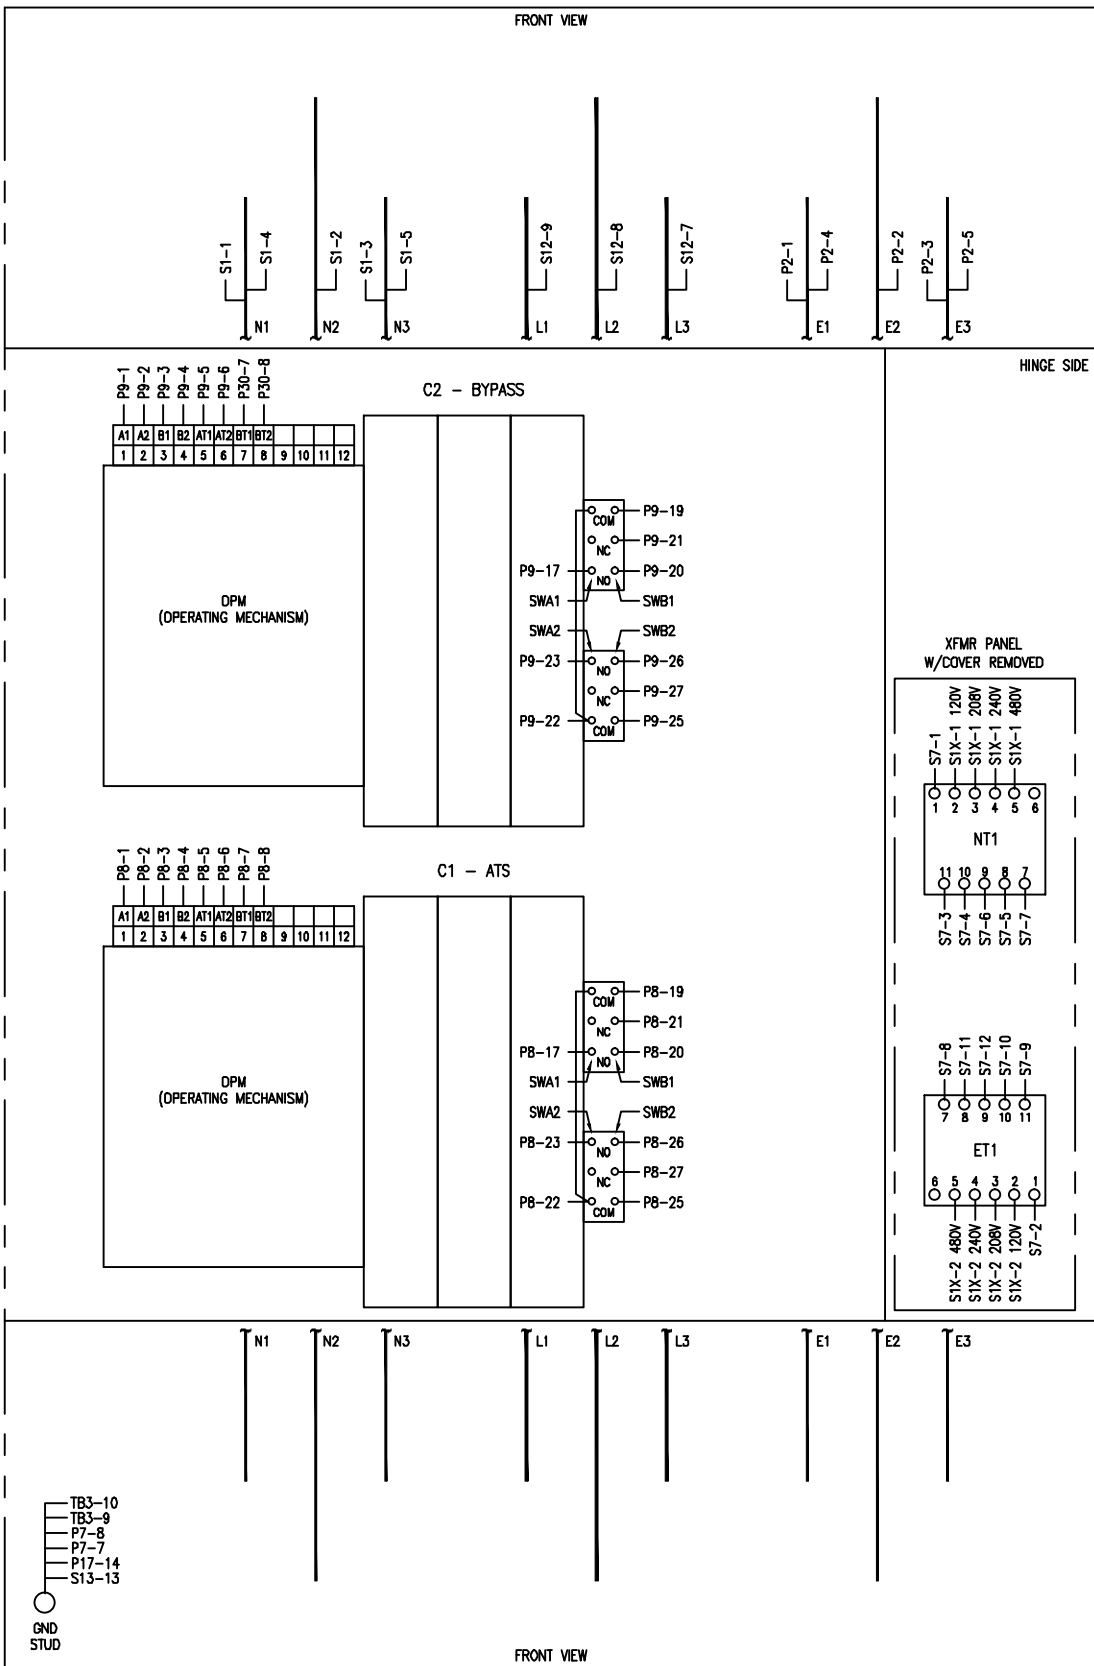 FRONT VIEW
S1-1
S1-4
S1-2
S1-3
S1-5
S12-9
S12-8
S12-7
P2-1
P2-4
P2-2
P2-3
P2-5
N1
N2
N3
L1
L2
L3
E1
E2
E3
HINGE SIDE
C2 - BYPASS
P9-1
P9-2
P9-3
P9-4
P9-5
P9-6
P30-7
P30-8
A1 A2 B1 B2 AT1 AT2 BT1 BT2
1 2 3 4 5 6 7 8 9 10 11 12
OPM
(OPERATING MECHANISM)
COM
P9-19
NC
P9-21
P9-17
NO
P9-20
SWA1
SWB1
SWA2
SWB2
P9-23
NO
P9-26
NC
P9-27
P9-22
COM
P9-25
XFMR PANEL
W/COVER REMOVED
S7-1
S1X-1 120V
S1X-1 208V
S1X-1 240V
S1X-1 480V
1 2 3 4 5 6
NT1
11 10 9 8 7
S7-3
S7-4
S7-6
S7-5
S7-7
C1 - ATS
P8-1
P8-2
P8-3
P8-4
P8-5
P8-6
P8-7
P8-8
A1 A2 B1 B2 AT1 AT2 BT1 BT2
1 2 3 4 5 6 7 8 9 10 11 12
OPM
(OPERATING MECHANISM)
COM
P8-19
NC
P8-21
P8-17
NO
P8-20
SWA1
SWB1
SWA2
SWB2
P8-23
NO
P8-26
NC
P8-27
P8-22
COM
P8-25
S7-8
S7-11
S7-12
S7-10
S7-9
7 8 9 10 11
ET1
6 5 4 3 2 1
S1X-2 480V
S1X-2 240V
S1X-2 208V
S1X-2 120V
S7-2
N1
N2
N3
L1
L2
L3
E1
E2
E3
TB3-10
TB3-9
P7-8
P7-7
P17-14
S13-13
GND
STUD
FRONT VIEW